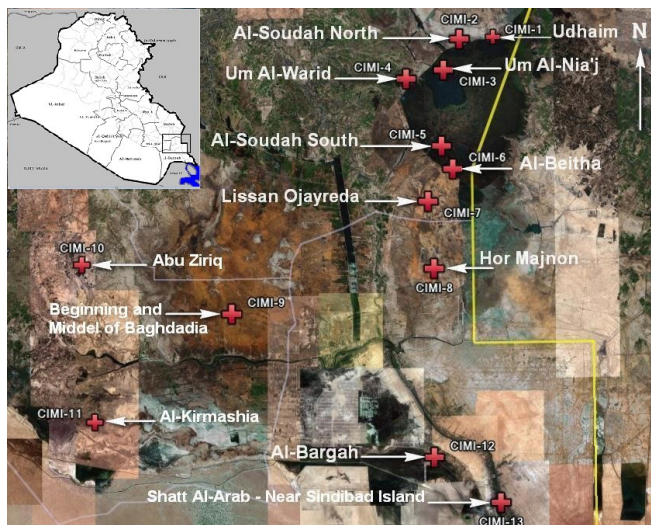 Al-Soudah North
CIMI-2
CIMI-1
Udhaim
N
Um Al-Warid
CIMI-4
CIMI-3
Um Al-Nia'j
Al-Soudah South
CIMI-5
CIMI-6
Al-Beitha
Lissan Ojayreda
CIMI-7
CIMI-10
Abu Ziriq
Hor Majnon
CIMI-8
Beginning and
Middel of Baghdadia
CIMI-9
CIMI-11
Al-Kirmashia
Al-Bargah
CIMI-12
Shatt Al-Arab - Near Sindibad Island
CIMI-13